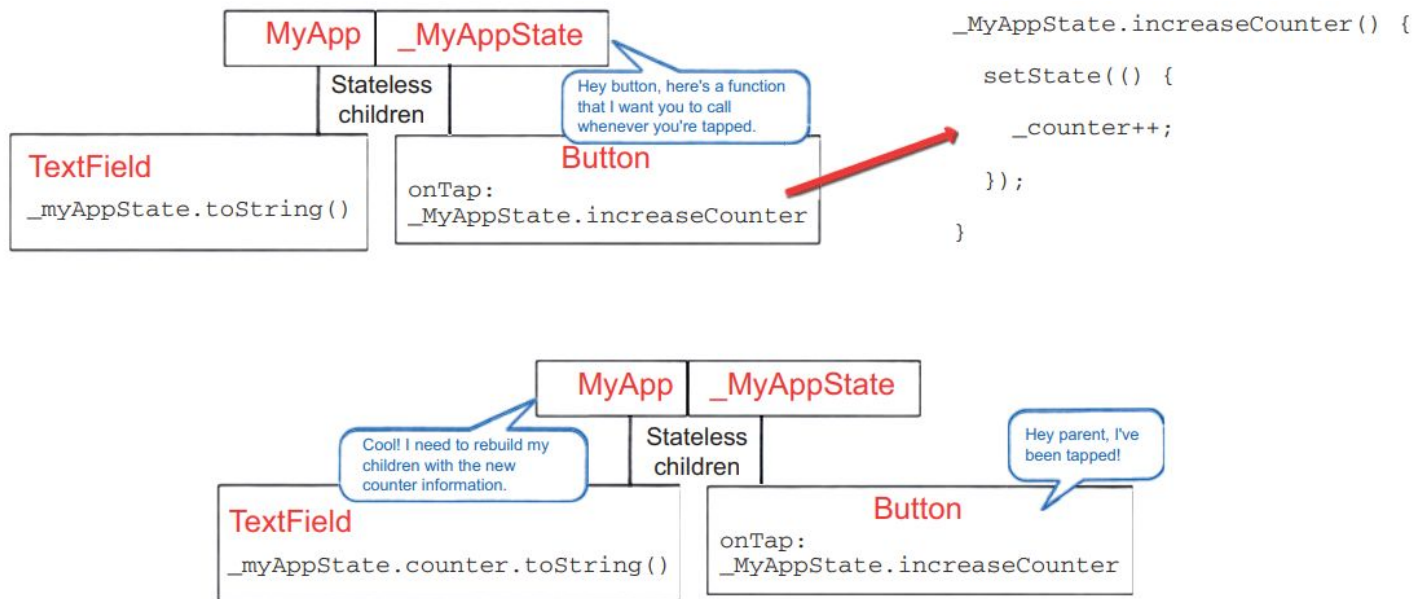 MyApp _MyAppState
Stateless
children
Hey button, here's a function
that I want you to call
whenever you're tapped.
TextField
_myAppState.toString()
Button
onTap:
_MyAppState.increaseCounter
_MyAppState.increaseCounter() {
setState(() {
_counter++;
});
}
MyApp _MyAppState
Stateless
children
Cool! I need to rebuild my
children with the new
counter information.
Hey parent, I've
been tapped!
TextField
_myAppState.counter.toString()
Button
onTap:
_MyAppState.increaseCounter